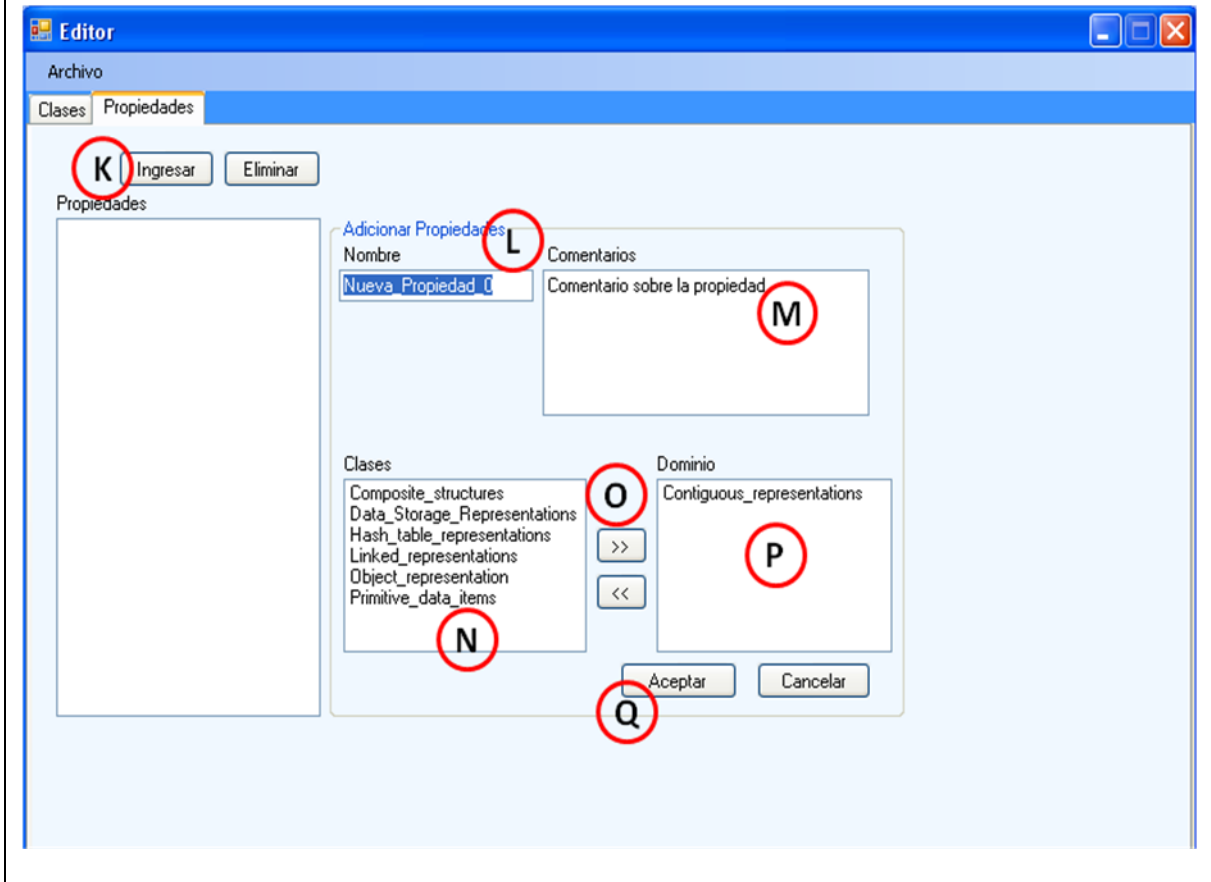 Editor
Archivo
Clases Propiedades
K Ingresar Eliminar
Propiedades
Adicionar Propiedades L
Nombre Comentarios
Nueva_Propiedad_0 Comentario sobre la propiedad
M
Clases Dominio
Composite_structures O Contiguous_representations
Data_Storage_Representations
Hash_table_representations
Linked_representations >> P
Object_representation
Primitive_data_items <<
N
Aceptar Cancelar
Q